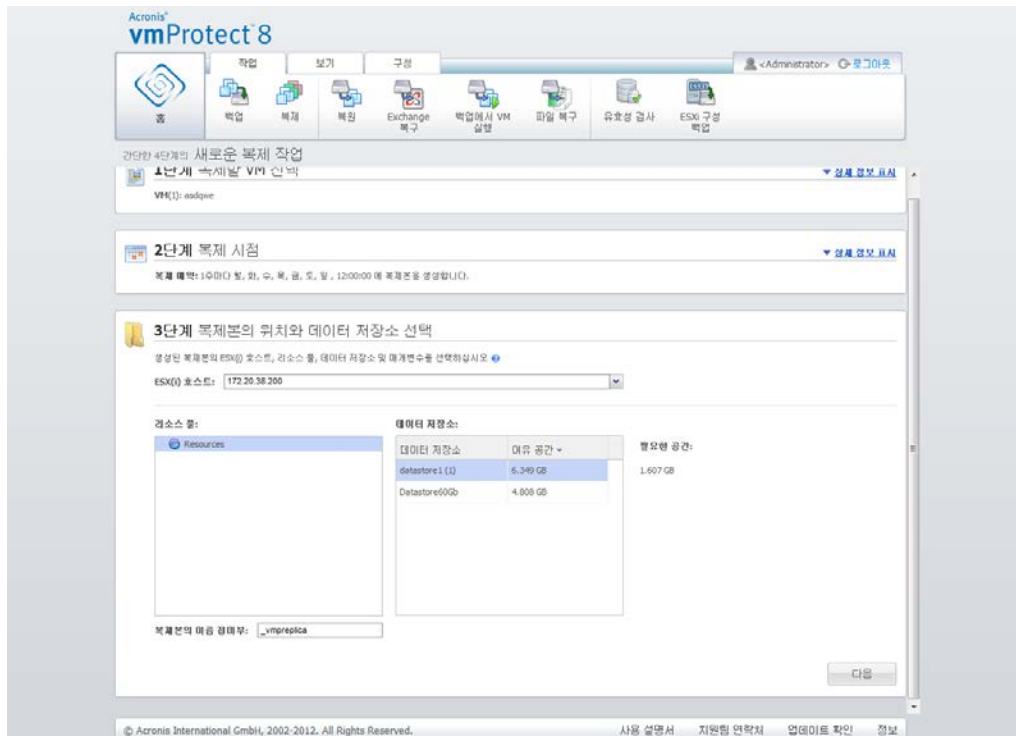 Acronis®
vmProtect 8
작업 보기 구성
<Administrator> 로그아웃
홈
백업
복제
복원
Exchange 복구
백업에서 VM 실행
파일 복구
유효성 검사
ESXi 구성 백업
간단한 4단계의 새로운 복제 작업
1단계 복제할 VM 선택
상세 정보 표시
VM(1): asdqwe
2단계 복제 시점
상세 정보 표시
복제 예약: 1주마다 월, 화, 수, 목, 금, 토, 일 , 12:00:00 에 복제본을 생성합니다.
3단계 복제본의 위치와 데이터 저장소 선택
생성된 복제본의 ESX(i) 호스트, 리소스 풀, 데이터 저장소 및 매개변수를 선택하십시오
ESX(i) 호스트: 172.20.38.200
리소스 풀:
Resources
데이터 저장소:
데이터 저장소 여유 공간
datastore1 (1) 6.349 GB
Datastore60Gb 4.808 GB
필요한 공간:
1.607 GB
복제본의 이름 접미부: _vmpreplica
다음
© Acronis International GmbH, 2002-2012. All Rights Reserved.
사용 설명서 지원팀 연락처 업데이트 확인 정보